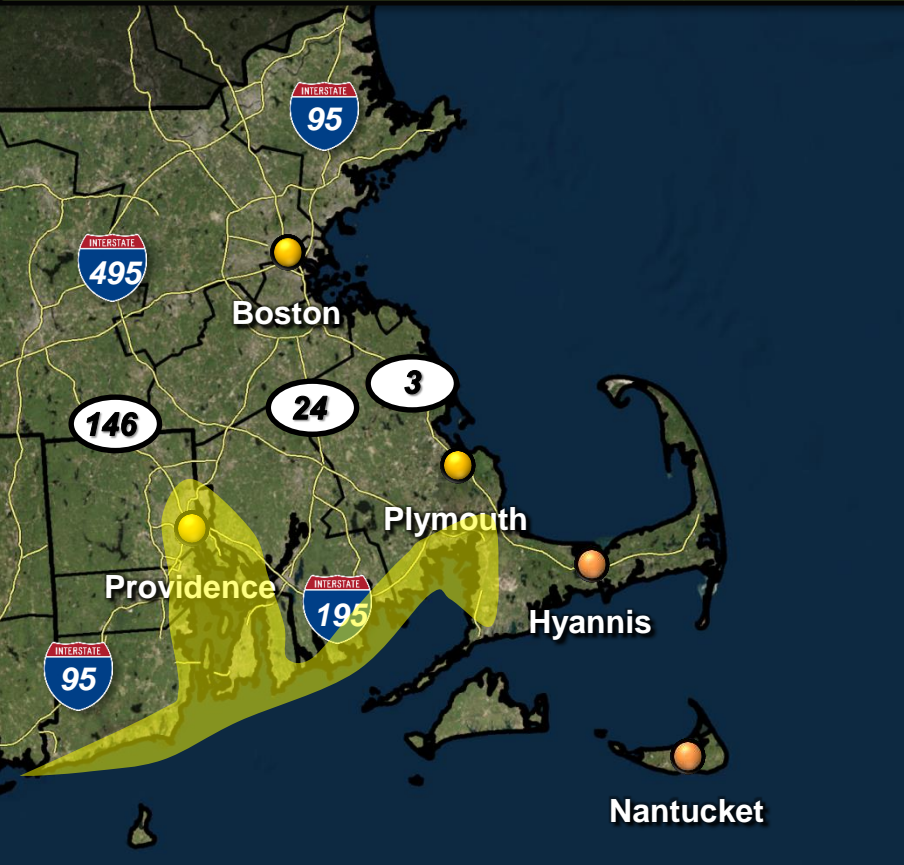 INTERSTATE
95
INTERSTATE
495
Boston
3
24
146
Plymouth
Providence
INTERSTATE
195
Hyannis
INTERSTATE
95
Nantucket